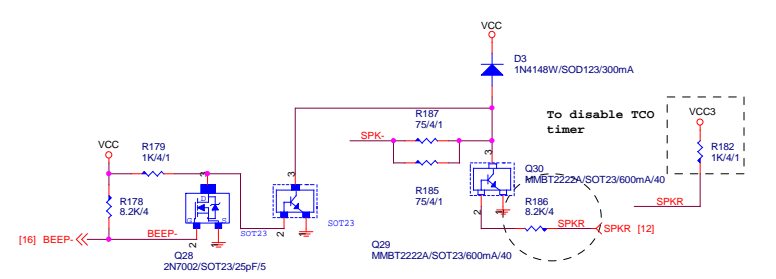 VCC
D3
1N4148W/SOD123/300mA
To disable TCO
timer
VCC3
R187
75/4/1
SPK-
R182
1K/4/1
VCC
R179
1K/4/1
3
3
3
Q30
MMBT2222A/SOT23/600mA/40
R178
8.2K/4
D
G
S
R185
75/4/1
R186
8.2K/4
SPKR
SOT23
SOT23
[16] BEEP-
BEEP-
2
1
2
1
2
1
SPKR
SPKR [12]
Q28
2N7002/SOT23/25pF/5
Q29
MMBT2222A/SOT23/600mA/40